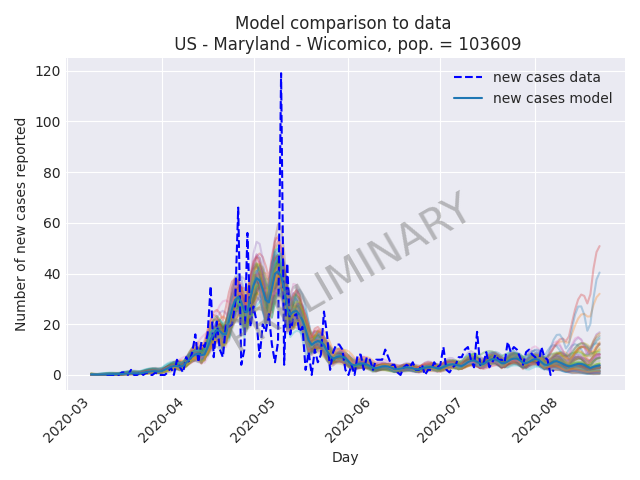 Model comparison to data
US - Maryland - Wicomico, pop. = 103609
new cases data
new cases model
Number of new cases reported
120
100
80
60
40
20
0
2020-03
2020-04
2020-05
2020-06
2020-07
2020-08
Day